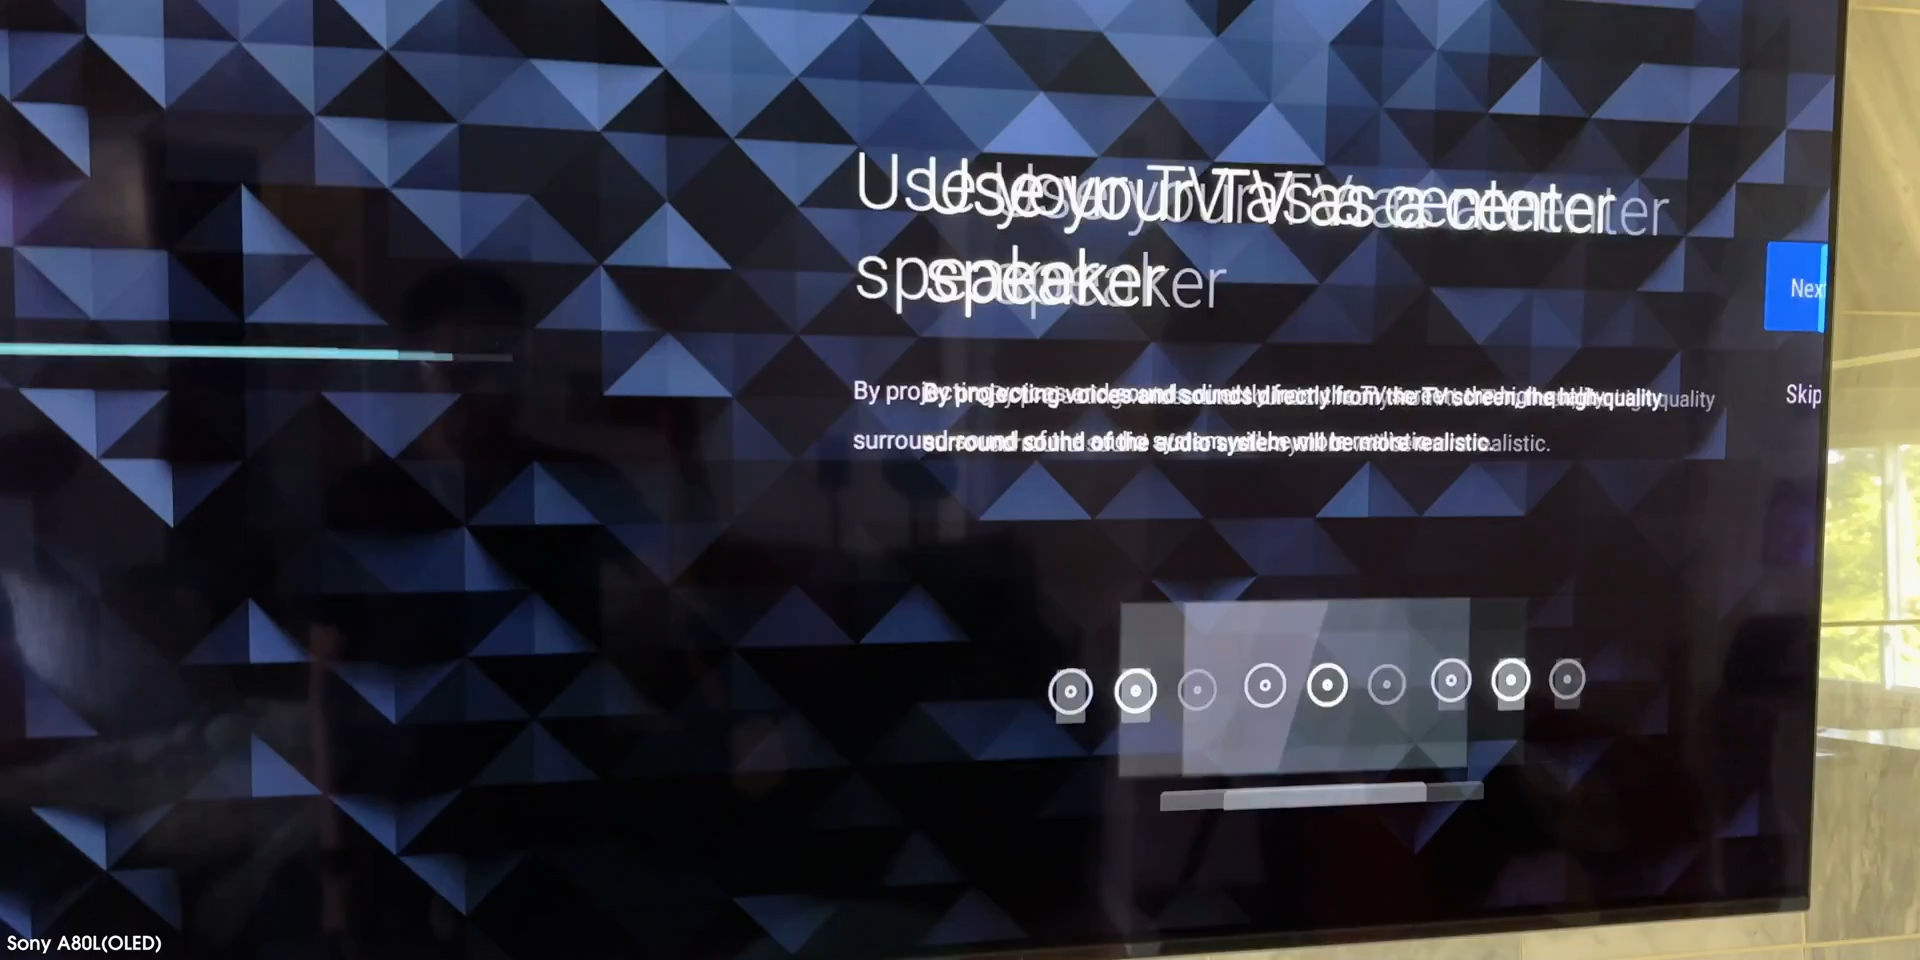 Use your TV as a center
speaker
Next
By projecting voices and sounds directly from the TV screen, the high-quality
surround sound of the audio system will be more realistic.
Skip
Sony A80L(OLED)